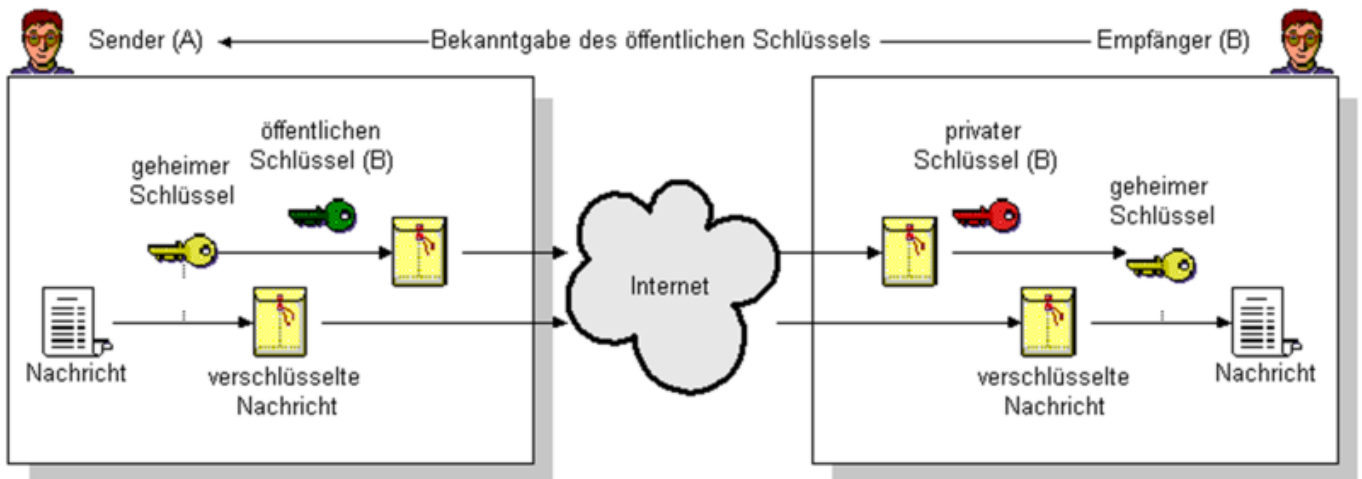 Sender (A)
Bekanntgabe des öffentlichen Schlüssels
Empfänger (B)
öffentlichen
Schlüssel (B)
geheimer
Schlüssel
Nachricht
verschlüsselte
Nachricht
Internet
privater
Schlüssel (B)
geheimer
Schlüssel
verschlüsselte
Nachricht
Nachricht